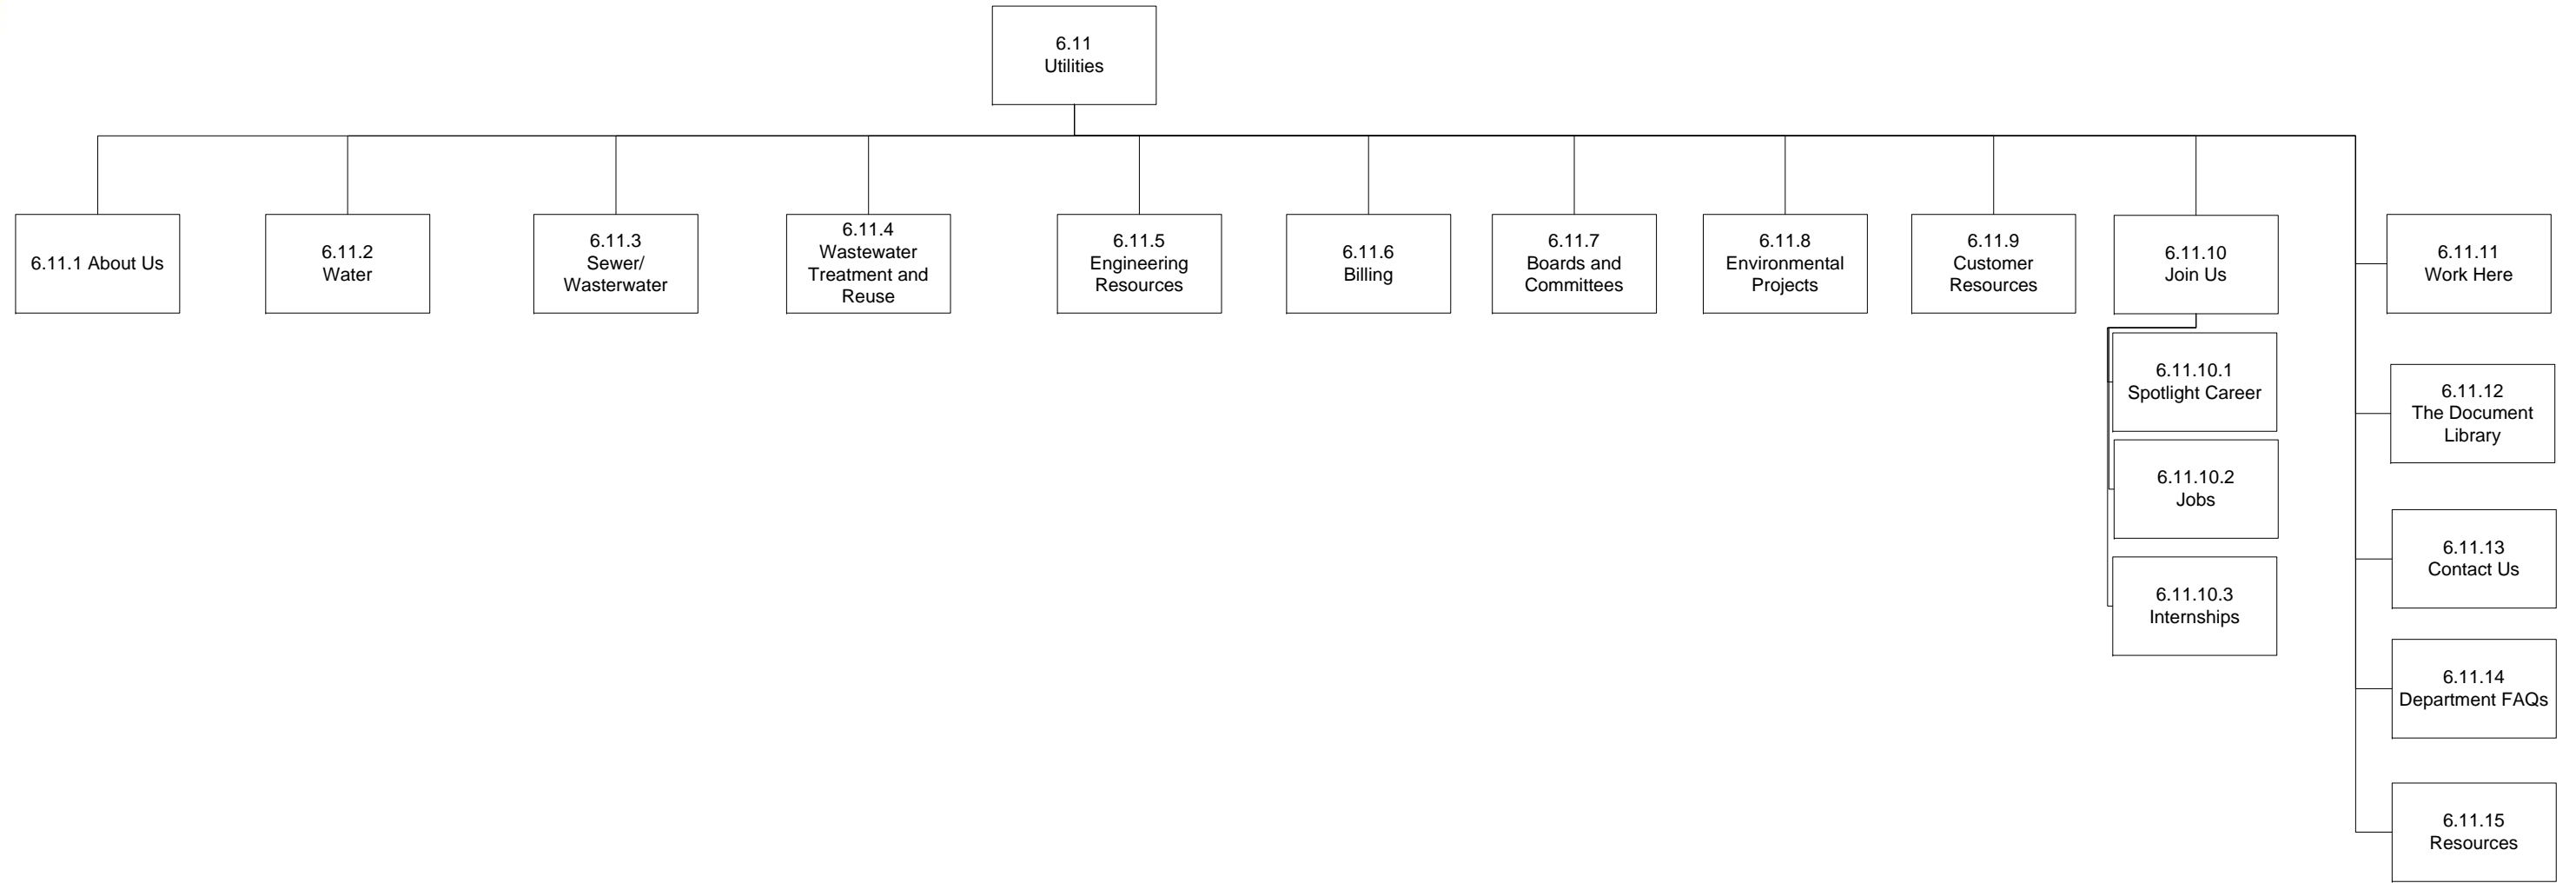 6.11
Utilities
6.11.1 About Us
6.11.2
Water
6.11.3
Sewer/
Wasterwater
6.11.4
Wastewater
Treatment and
Reuse
6.11.5
Engineering
Resources
6.11.6
Billing
6.11.7
Boards and
Committees
6.11.8
Environmental
Projects
6.11.9
Customer
Resources
6.11.10
Join Us
6.11.10.1
Spotlight Career
6.11.10.2
Jobs
6.11.10.3
Internships
6.11.11
Work Here
6.11.12
The Document
Library
6.11.13
Contact Us
6.11.14
Department FAQs
6.11.15
Resources